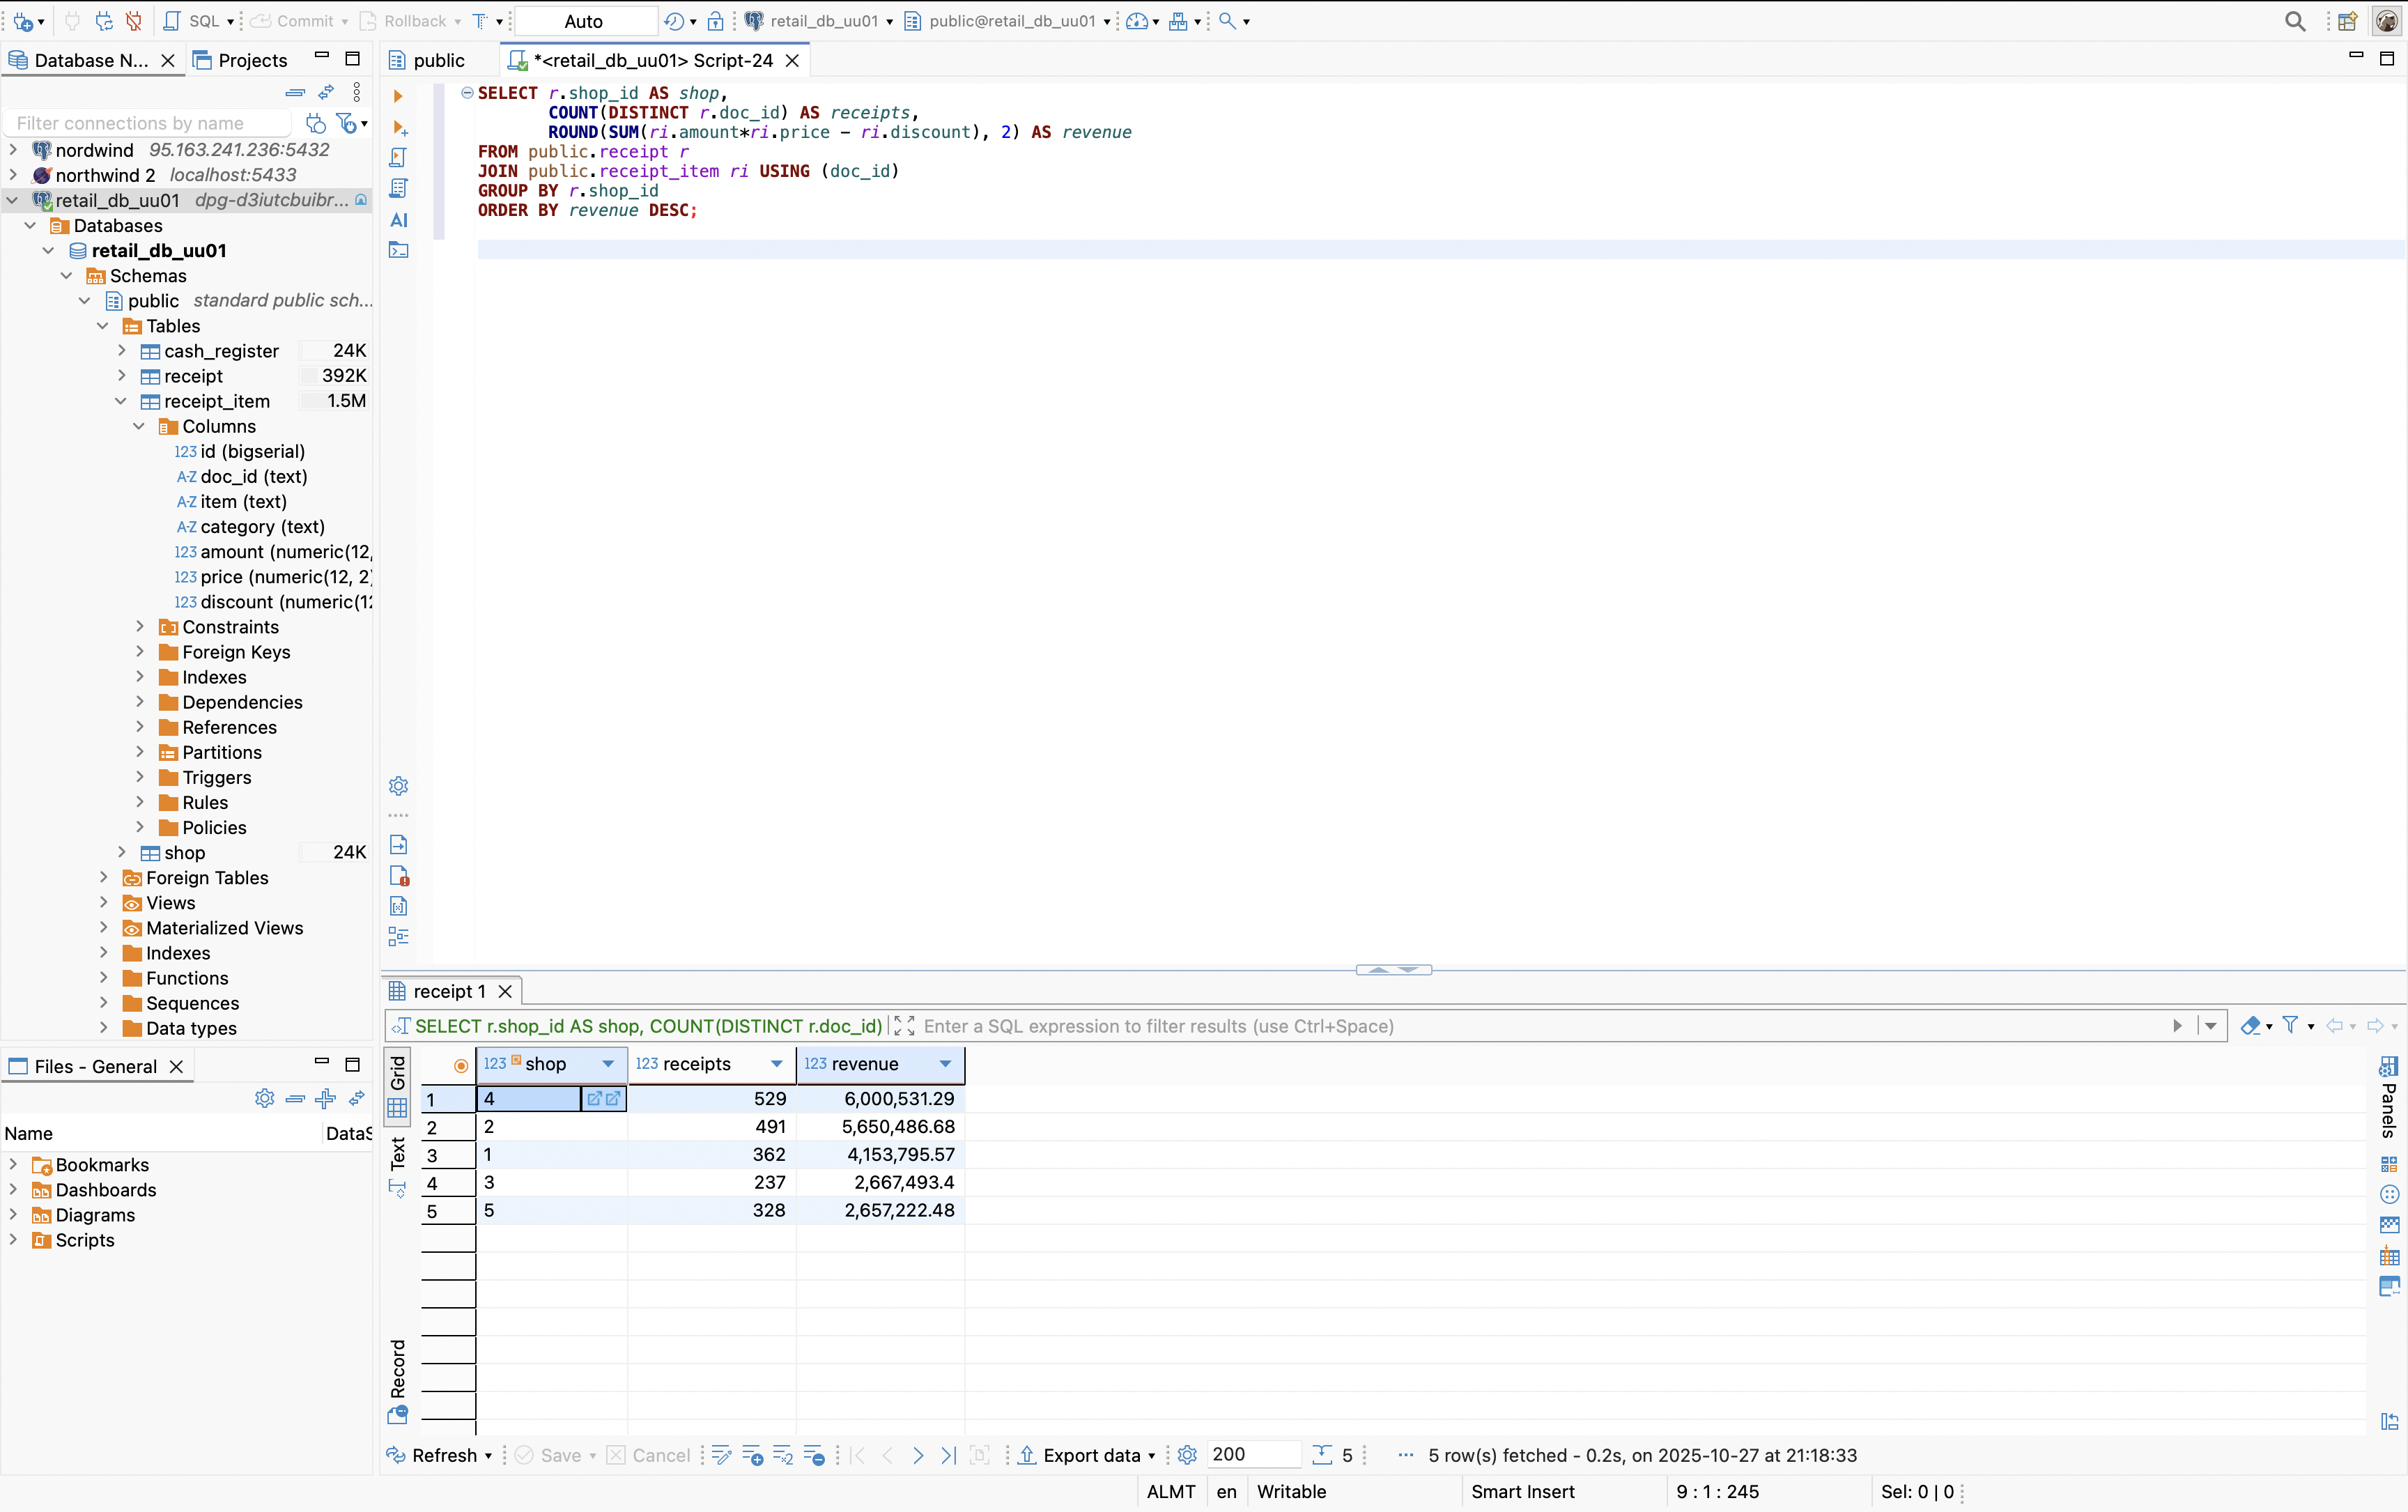 SQL
Commit
Rollback
Auto
retail_db_uu01
public@retail_db_uu01
Database N...
Projects
public
*<retail_db_uu01> Script-24
Filter connections by name
nordwind 95.163.241.236:5432
northwind 2 localhost:5433
retail_db_uu01 dpg-d3iutcbuibr...
Databases
retail_db_uu01
Schemas
public standard public sch...
Tables
cash_register 24K
receipt 392K
receipt_item 1.5M
Columns
123 id (bigserial)
A-Z doc_id (text)
A-Z item (text)
A-Z category (text)
123 amount (numeric(12,
123 price (numeric(12, 2)
123 discount (numeric(12
Constraints
Foreign Keys
Indexes
Dependencies
References
Partitions
Triggers
Rules
Policies
shop 24K
Foreign Tables
Views
Materialized Views
Indexes
Functions
Sequences
Data types
AI
SELECT r.shop_id AS shop,
COUNT(DISTINCT r.doc_id) AS receipts,
ROUND(SUM(ri.amount*ri.price - ri.discount), 2) AS revenue
FROM public.receipt r
JOIN public.receipt_item ri USING (doc_id)
GROUP BY r.shop_id
ORDER BY revenue DESC;
Files - General
Name DataS
Bookmarks
Dashboards
Diagrams
Scripts
receipt 1
SELECT r.shop_id AS shop, COUNT(DISTINCT r.doc_id)
Enter a SQL expression to filter results (use Ctrl+Space)
Grid
Text
Record
Panels
123 shop 123 receipts 123 revenue
1 4 529 6,000,531.29
2 2 491 5,650,486.68
3 1 362 4,153,795.57
4 3 237 2,667,493.4
5 5 328 2,657,222.48
Refresh
Save
Cancel
Export data
200
5
5 row(s) fetched - 0.2s, on 2025-10-27 at 21:18:33
ALMT
en
Writable
Smart Insert
9 : 1 : 245
Sel: 0 | 0